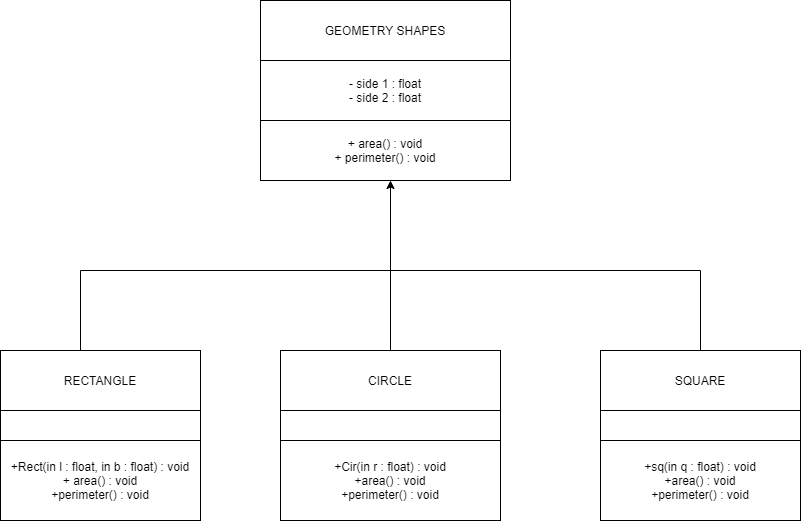 GEOMETRY SHAPES
- side 1 : float
- side 2 : float
+ area() : void
+ perimeter() : void
RECTANGLE
+Rect(in l : float, in b : float) : void
+ area() : void
+perimeter() : void
CIRCLE
+Cir(in r : float) : void
+area() : void
+perimeter() : void
SQUARE
+sq(in q : float) : void
+area() : void
+perimeter() : void